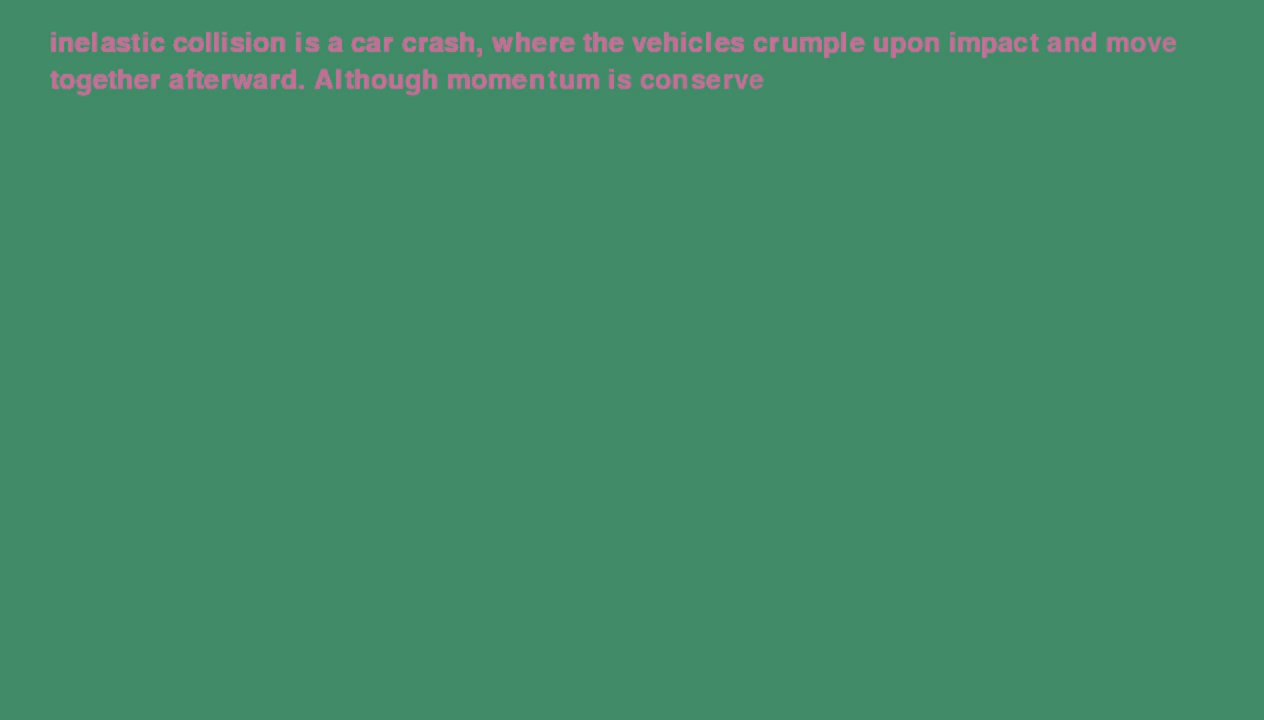 inelastic collision is a car crash, where the vehicles crumple upon impact and move
together afterward. Although momentum is conserve